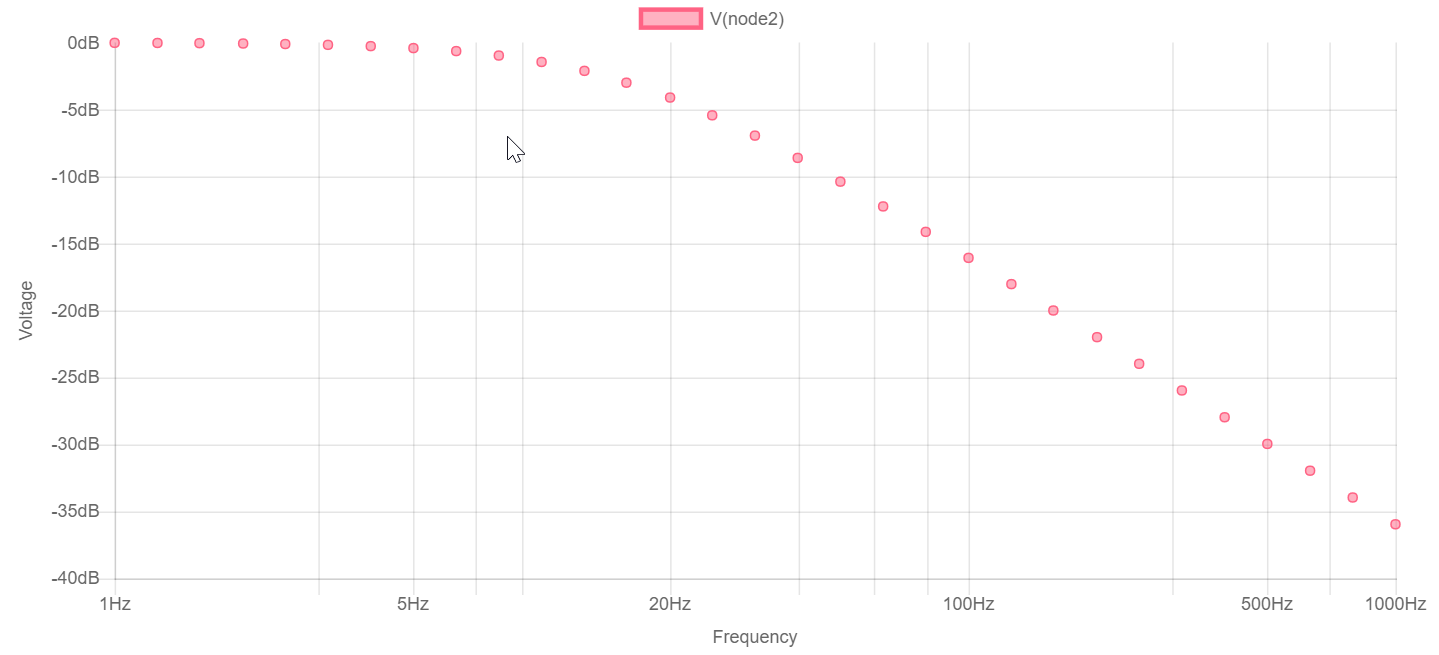 V(node2)
0dB
-5dB
-10dB
-15dB
-20dB
-25dB
-30dB
-35dB
-40dB
Voltage
1Hz 5Hz 20Hz 100Hz 500Hz 1000Hz
Frequency